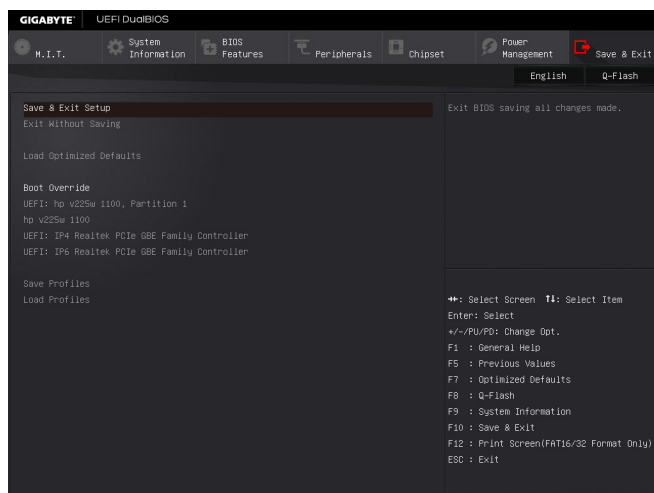 GIGABYTE™ UEFI DualBIOS
M.I.T.
System
Information
BIOS
Features
Peripherals
Chipset
Power
Management
Save & Exit
English
Q-Flash
Save & Exit Setup
Exit Without Saving
Load Optimized Defaults
Boot Override
UEFI: hp v225w 1100, Partition 1
hp v225w 1100
UEFI: IP4 Realtek PCIe GBE Family Controller
UEFI: IP6 Realtek PCIe GBE Family Controller
Save Profiles
Load Profiles
Exit BIOS saving all changes made.
→←: Select Screen ↑↓: Select Item
Enter: Select
+/-/PU/PD: Change Opt.
F1 : General Help
F5 : Previous Values
F7 : Optimized Defaults
F8 : Q-Flash
F9 : System Information
F10 : Save & Exit
F12 : Print Screen(FAT16/32 Format Only)
ESC : Exit